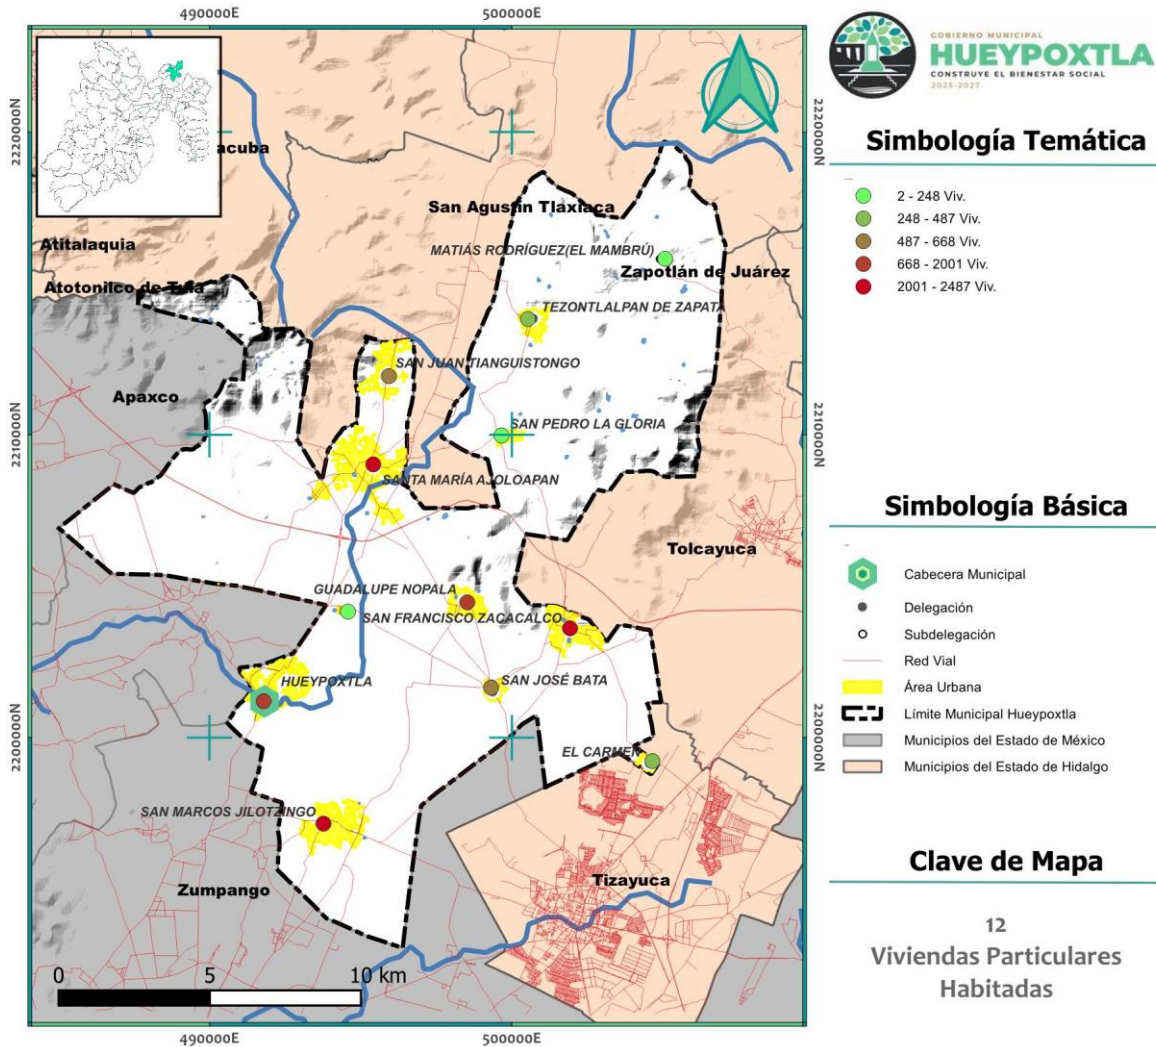 490000E
500000E
2220000N
2210000N
2200000N
acuba
Atitalaquia
Atotonilco de Tula
Apaxco
San Agustín Tlaxiaca
MATIÁS RODRÍGUEZ(EL MAMBRÚ)
Zapotlán de Juárez
TEZONTLALPAN DE ZAPATA
SAN JUAN TIANGUISTONGO
SAN PEDRO LA GLORIA
SANTA MARÍA AJOLOAPAN
Tolcayuca
GUADALUPE NOPALA
SAN FRANCISCO ZACACALCO
HUEYPOXTLA
SAN JOSÉ BATA
EL CARMEN
SAN MARCOS JILOTZINGO
Zumpango
Tizayuca
0 5 10 km
490000E
500000E
2220000N
2210000N
2200000N
GOBIERNO MUNICIPAL
HUEYPOXTLA
CONSTRUYE EL BIENESTAR SOCIAL
2025-2027
Simbología Temática
2 - 248 Viv.
248 - 487 Viv.
487 - 668 Viv.
668 - 2001 Viv.
2001 - 2487 Viv.
Simbología Básica
Cabecera Municipal
Delegación
Subdelegación
Red Vial
Área Urbana
Límite Municipal Hueypoxtla
Municipios del Estado de México
Municipios del Estado de Hidalgo
Clave de Mapa
12
Viviendas Particulares
Habitadas